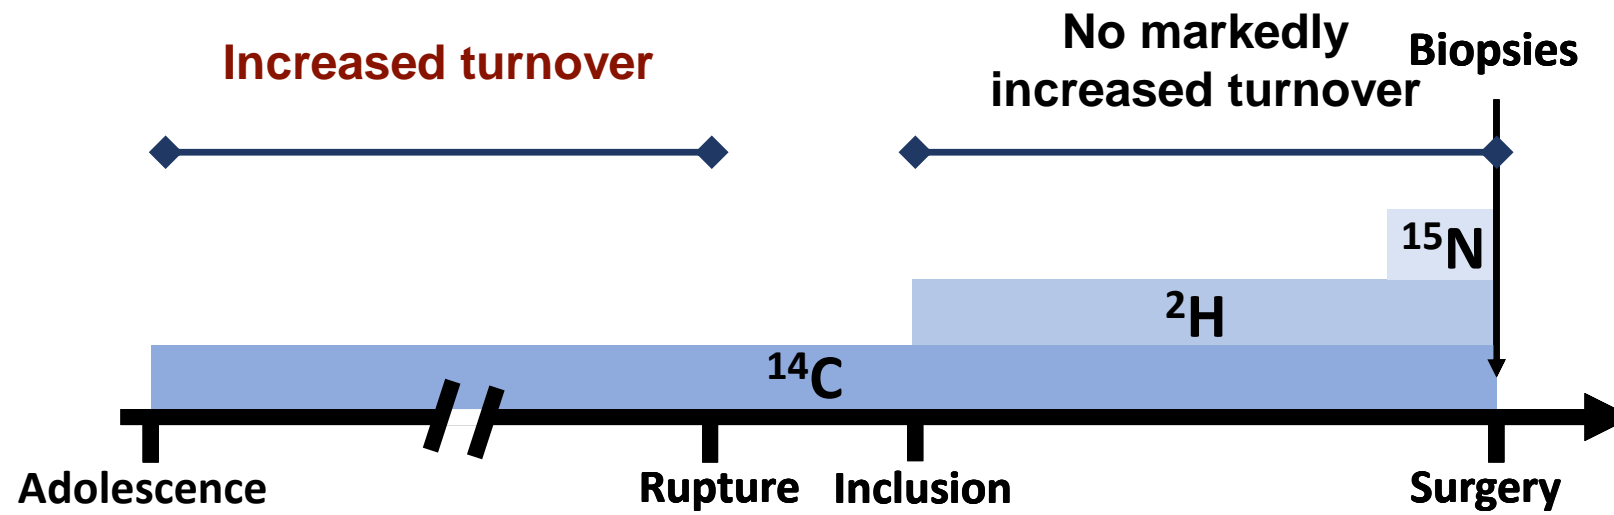 Increased turnover
No markedly
increased turnover
Biopsies
15N
2H
14C
Adolescence
Rupture
Inclusion
Surgery